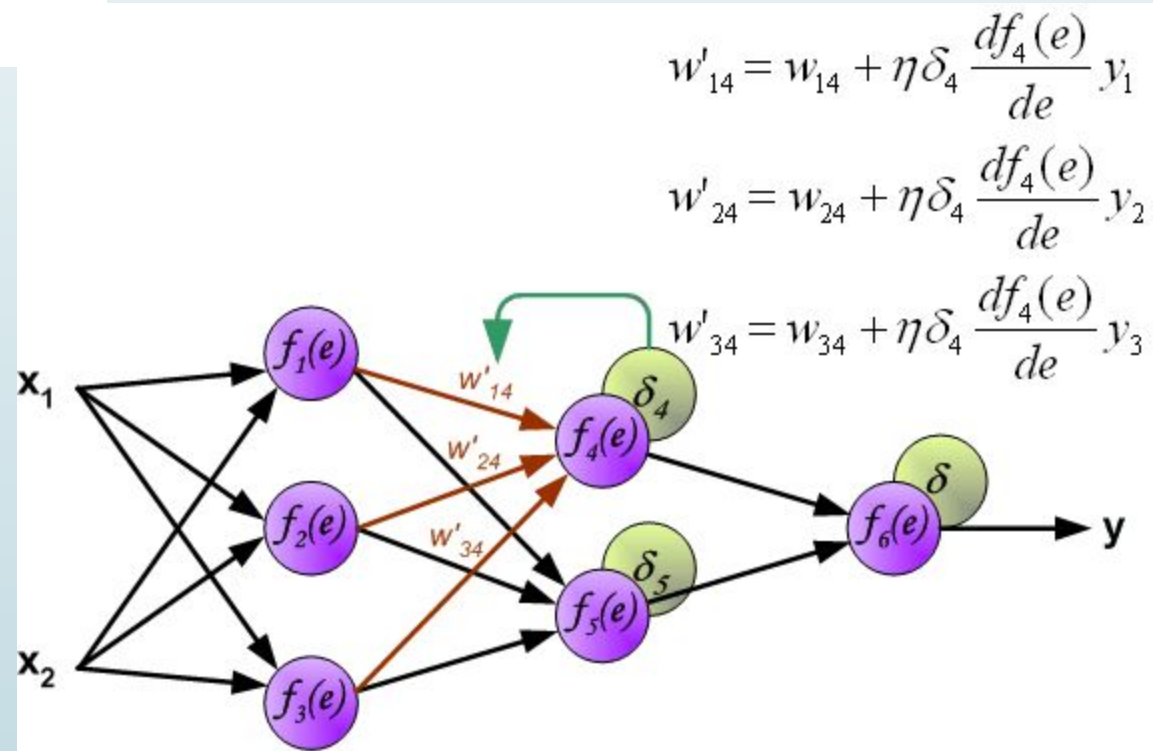 w'₁₄ = w₁₄ + ηδ₄ df₄(e)/de y₁
w'₂₄ = w₂₄ + ηδ₄ df₄(e)/de y₂
w'₃₄ = w₃₄ + ηδ₄ df₄(e)/de y₃
x₁
f₁(e)
w'₁₄
δ₄
f₄(e)
w'₂₄
f₂(e)
w'₃₄
δ₅
f₅(e)
δ
f₆(e)
y
x₂
f₃(e)